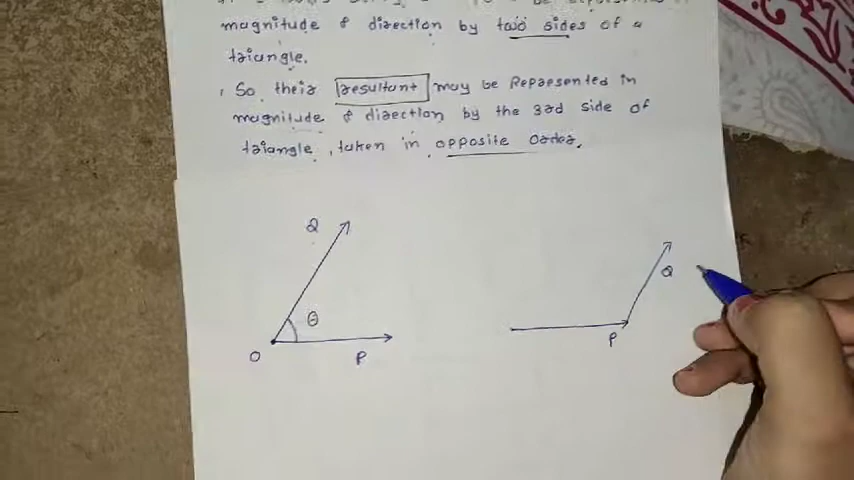 magnitude & direction by two sides of a
triangle.
So their resultant may be Represented in
magnitude & direction by the 3rd side of
triangle, taken in opposite order.
Q
Q
θ
O
P
P